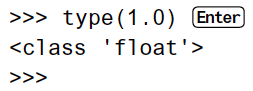 >>> type(1.0) Enter
<class 'float'>
>>>